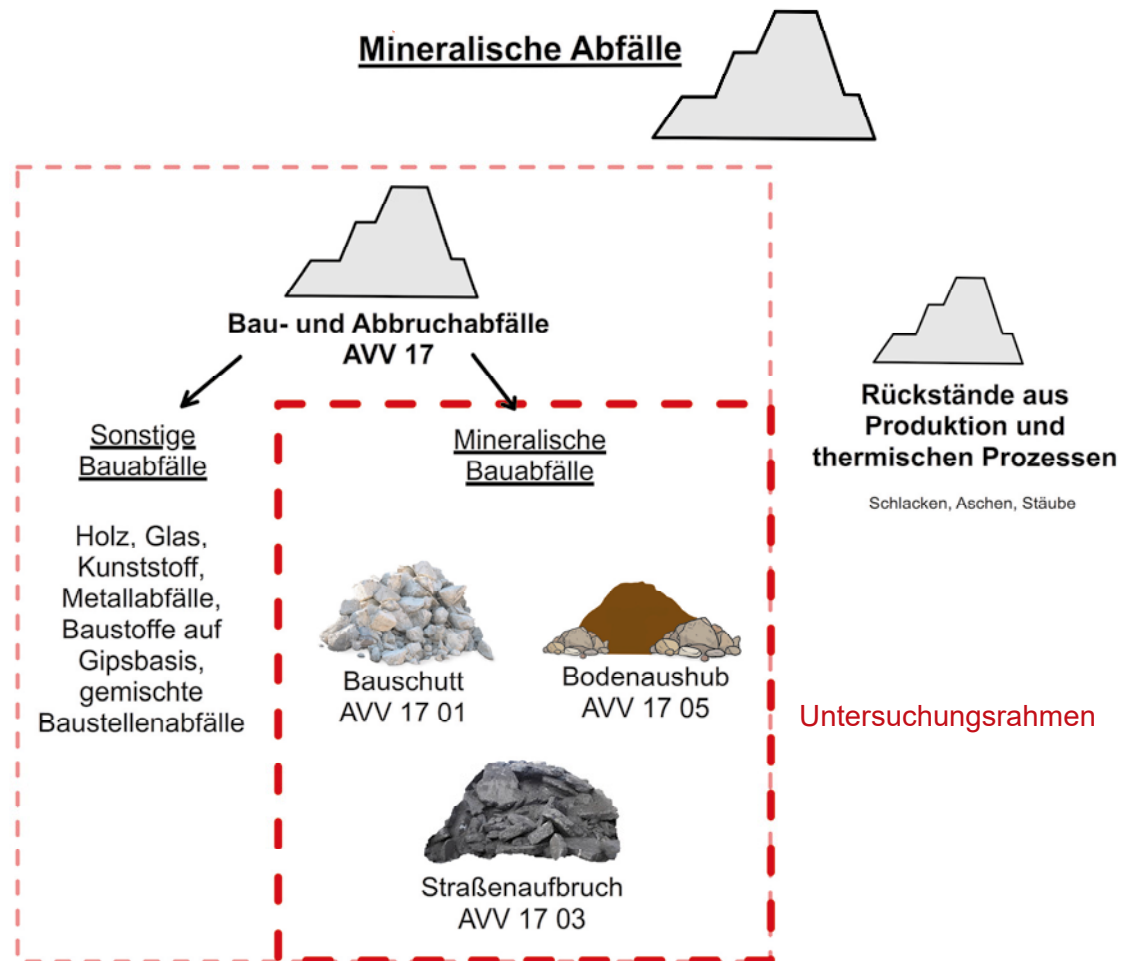 Mineralische Abfälle
Bau- und Abbruchabfälle
AVV 17
Sonstige
Bauabfälle
Holz, Glas,
Kunststoff,
Metallabfälle,
Baustoffe auf
Gipsbasis,
gemischte
Baustellenabfälle
Mineralische
Bauabfälle
Bauschutt
AVV 17 01
Bodenaushub
AVV 17 05
Straßenaufbruch
AVV 17 03
Rückstände aus
Produktion und
thermischen Prozessen
Schlacken, Aschen, Stäube
Untersuchungsrahmen